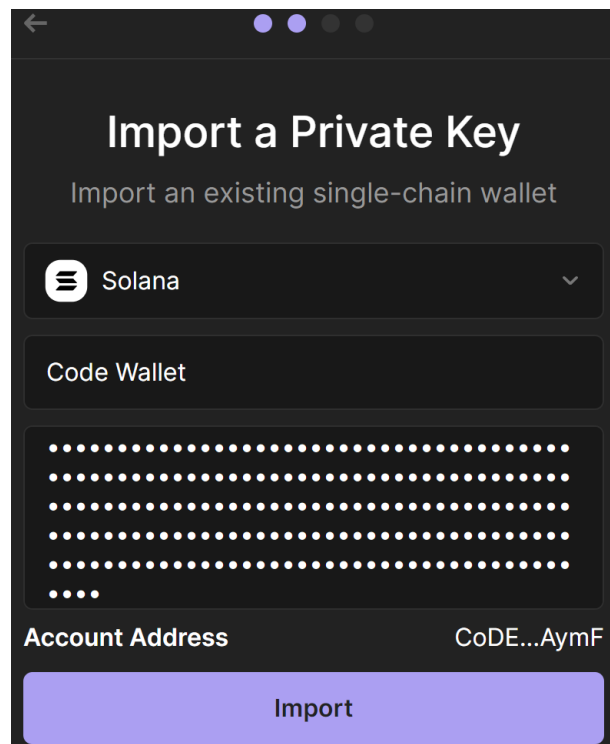 Import a Private Key
Import an existing single-chain wallet
Solana
Code Wallet
Account Address CoDE...AymF
Import